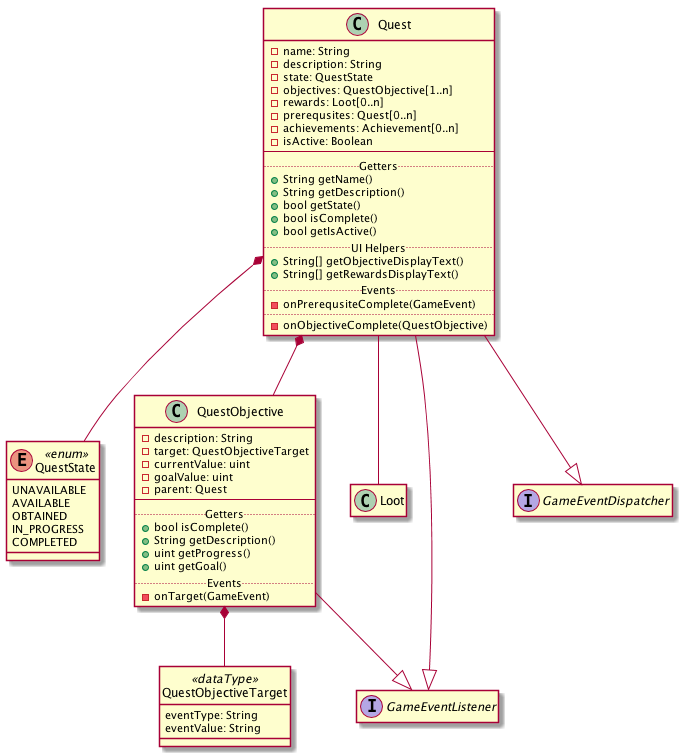 C Quest
name: String
description: String
state: QuestState
objectives: QuestObjective[1..n]
rewards: Loot[0..n]
prerequsites: Quest[0..n]
achievements: Achievement[0..n]
isActive: Boolean
Getters
String getName()
String getDescription()
bool getState()
bool isComplete()
bool getIsActive()
UI Helpers
String[] getObjectiveDisplayText()
String[] getRewardsDisplayText()
Events
onPrerequsiteComplete(GameEvent)
onObjectiveComplete(QuestObjective)
E «enum»
QuestState
UNAVAILABLE
AVAILABLE
OBTAINED
IN_PROGRESS
COMPLETED
C QuestObjective
description: String
target: QuestObjectiveTarget
currentValue: uint
goalValue: uint
parent: Quest
Getters
bool isComplete()
String getDescription()
uint getProgress()
uint getGoal()
Events
onTarget(GameEvent)
C Loot
I GameEventDispatcher
«dataType»
QuestObjectiveTarget
eventType: String
eventValue: String
I GameEventListener